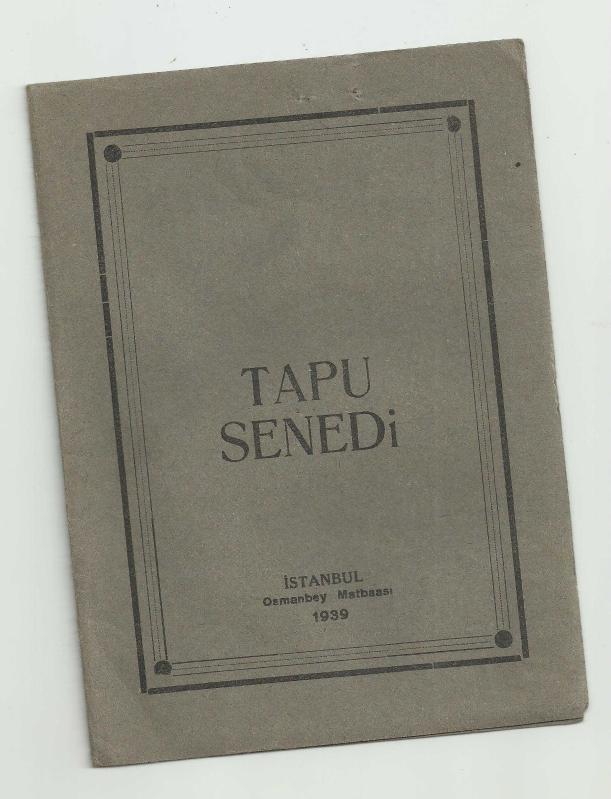 TAPU
SENEDİ
İSTANBUL
Osmanbey Matbaası
1939